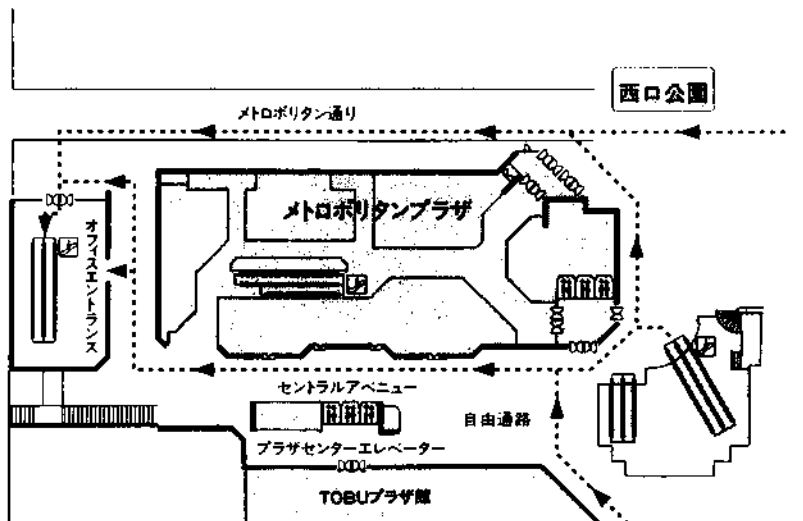 西口公園
メトロポリタン通り
メトロポリタンプラザ
オフィスエントランス
セントラルアベニュー
自由通路
プラザセンターエレベーター
TOBUプラザ館